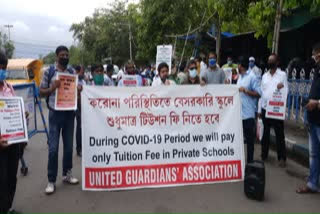 করোনা পরিস্থিতিতে বেসরকারি স্কুলে
শুধুমাত্র টিউশন ফি নিতে হবে
During COVID-19 Period we will pay
only Tuition Fee in Private Schools
UNITED GUARDIANS' ASSOCIATION